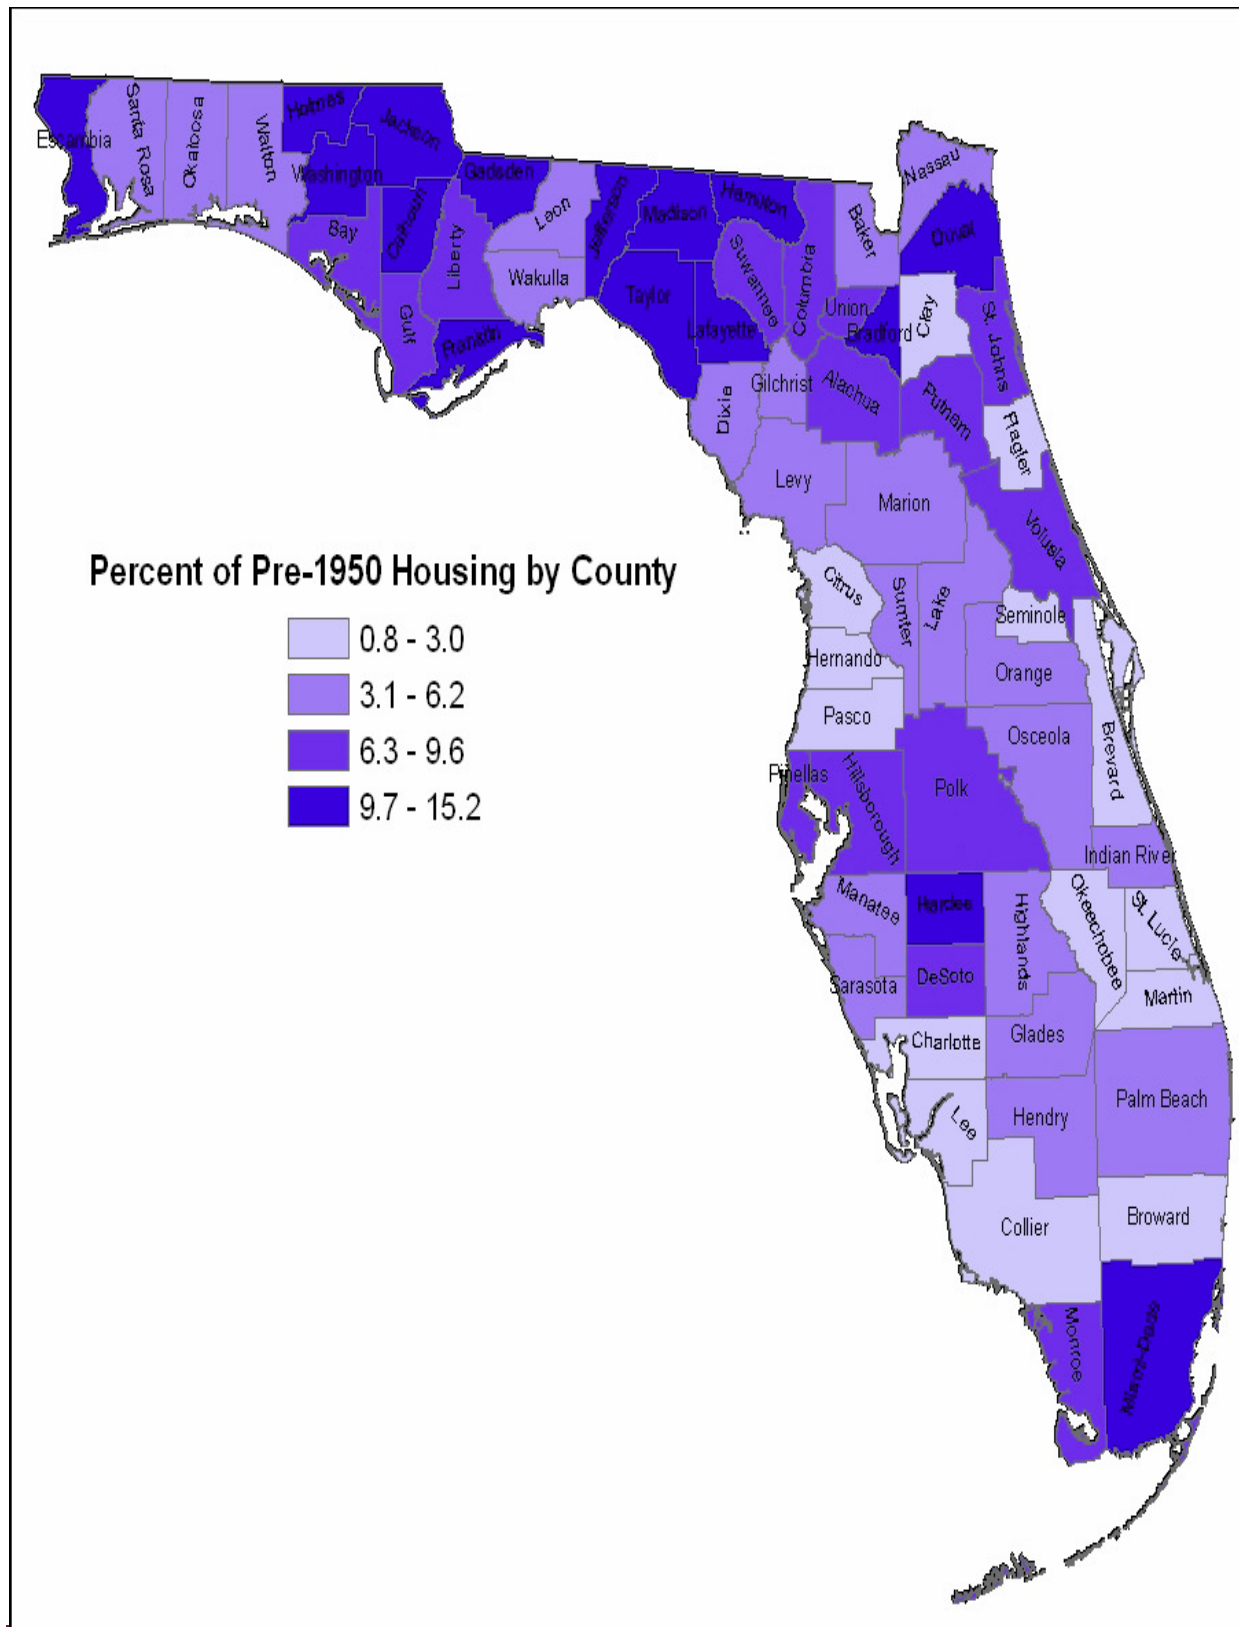 Escambia
Santa Rosa
Okaloosa
Walton
Holmes
Jackson
Washington
Bay
Calhoun
Gadsden
Liberty
Gulf
Franklin
Leon
Wakulla
Jefferson
Madison
Taylor
Hamilton
Suwannee
Lafayette
Columbia
Baker
Union
Bradford
Nassau
Duval
Clay
St. Johns
Dixie
Gilchrist
Alachua
Putnam
Flagler
Levy
Marion
Volusia
Percent of Pre-1950 Housing by County
0.8 - 3.0
3.1 - 6.2
6.3 - 9.6
9.7 - 15.2
Citrus
Sumter
Lake
Seminole
Hernando
Orange
Pasco
Osceola
Brevard
Pinellas
Hillsborough
Polk
Indian River
Manatee
Hardee
Highlands
Okeechobee
St. Lucie
Sarasota
DeSoto
Martin
Charlotte
Glades
Lee
Hendry
Palm Beach
Collier
Broward
Monroe
Miami-Dade